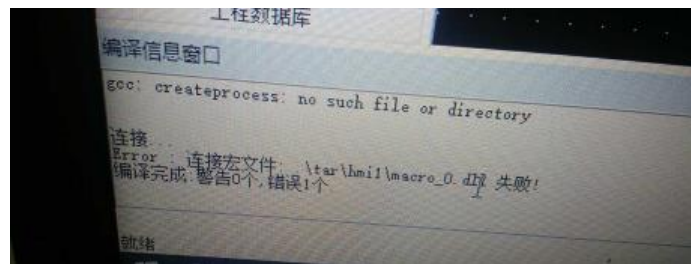 工程数据库
编译信息窗口
gcc: createprocess: no such file or directory
连接...
Error : 连接宏文件: .\tar\hmi1\macro_0.dll 失败!
编译完成:警告0个,错误1个
就绪